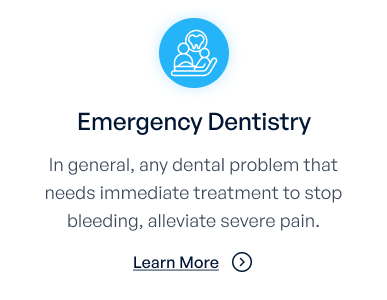 Emergency Dentistry
In general, any dental problem that
needs immediate treatment to stop
bleeding, alleviate severe pain.
Learn More